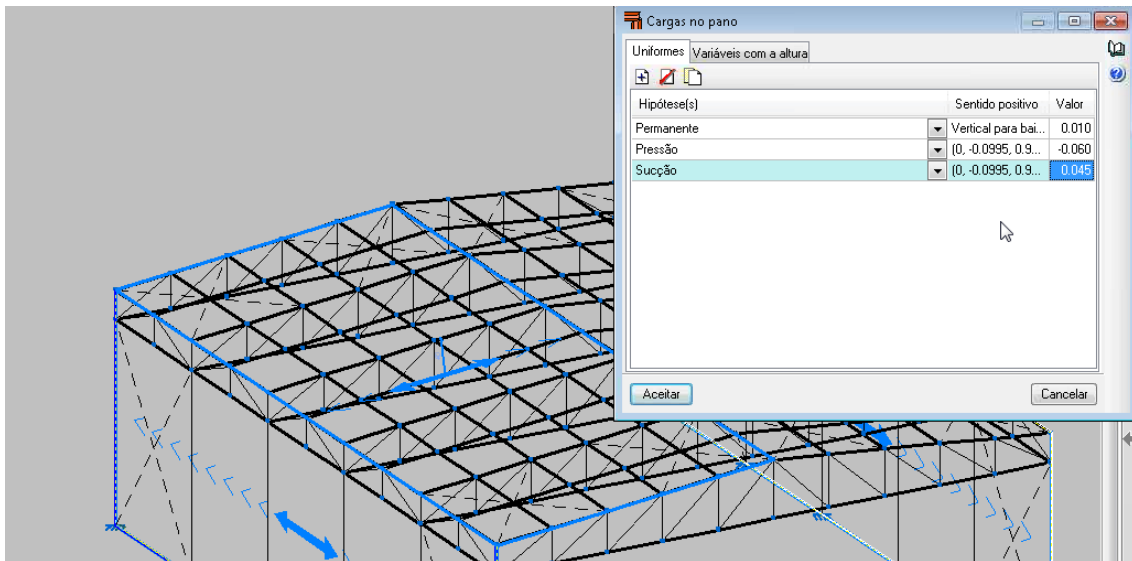 Cargas no pano
Uniformes Variáveis com a altura
Hipótese(s) Sentido positivo Valor
Permanente Vertical para bai... 0.010
Pressão (0, -0.0995, 0.9... -0.060
Sucção (0, -0.0995, 0.9... 0.045
Aceitar Cancelar